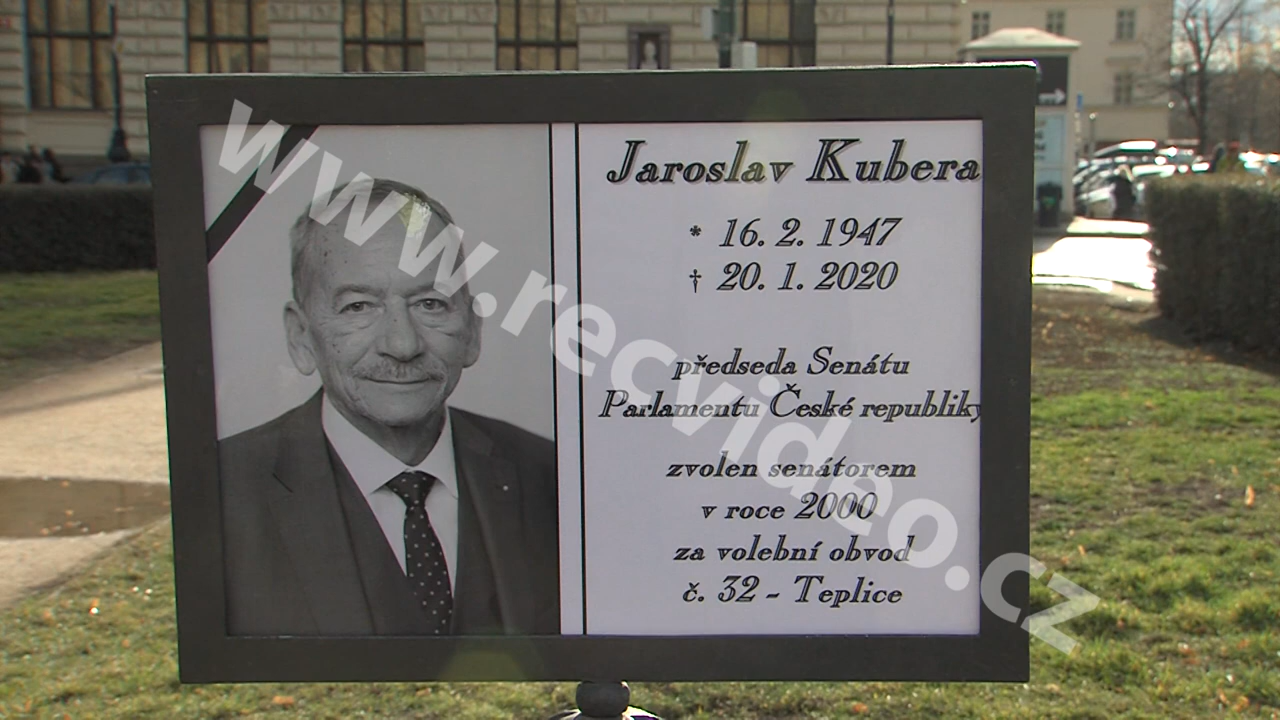 Jaroslav Kubera
* 16. 2. 1947
† 20. 1. 2020
předseda Senátu
Parlamentu České republiky
zvolen senátorem
v roce 2000
za volební obvod
č. 32 - Teplice
www.recvideo.cz